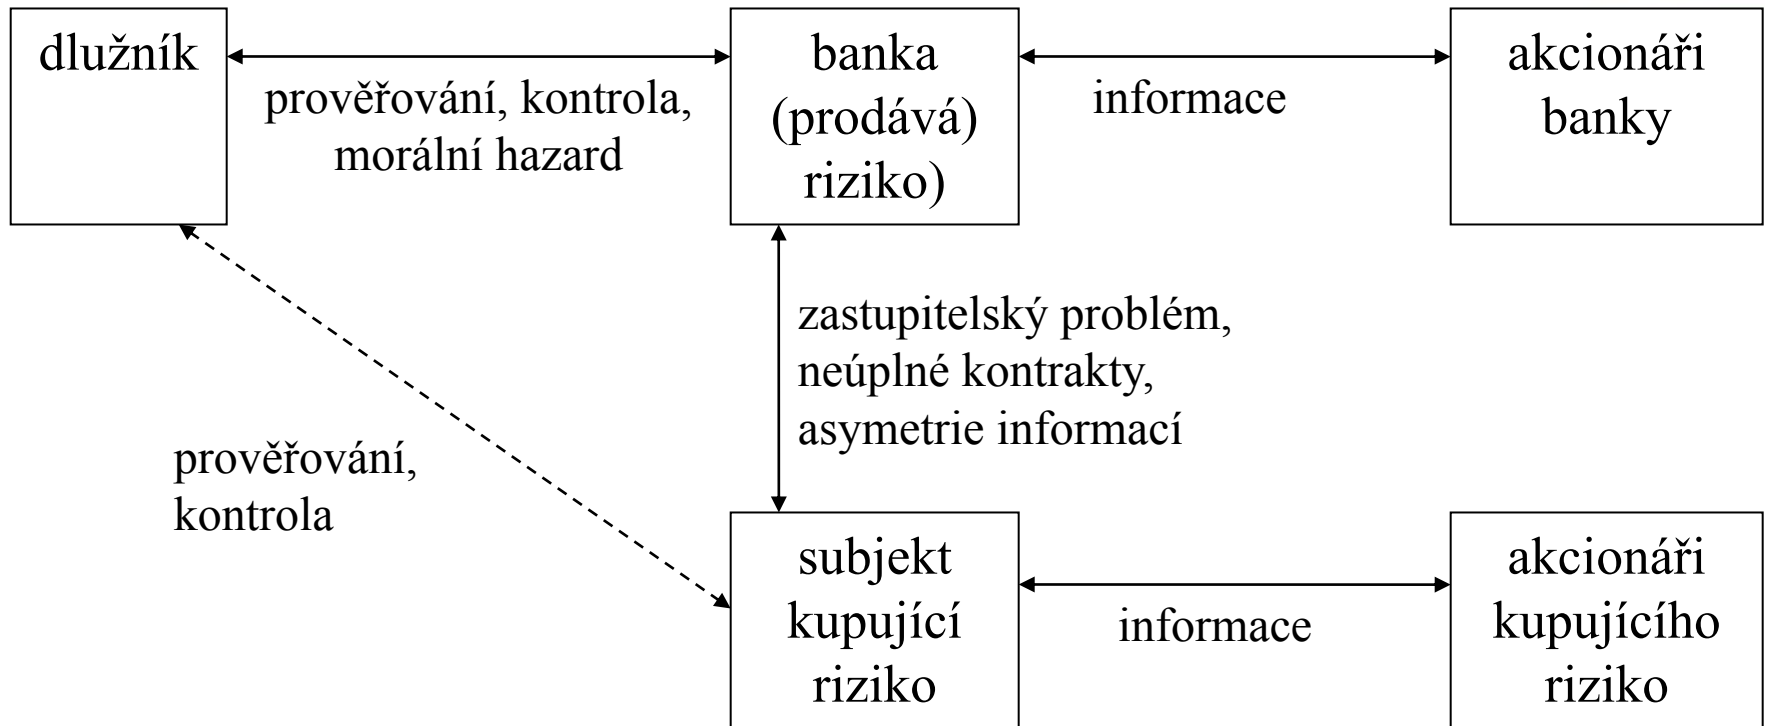 dlužník
prověřování, kontrola,
morální hazard
banka
(prodává)
riziko)
informace
akcionáři
banky
zastupitelský problém,
neúplné kontrakty,
asymetrie informací
prověřování,
kontrola
subjekt
kupující
riziko
informace
akcionáři
kupujícího
riziko